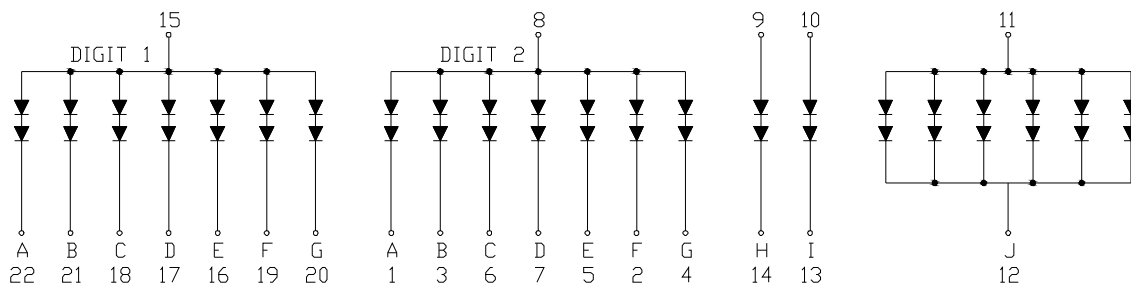 15 8 9 10 11
DIGIT 1 DIGIT 2
A B C D E F G A B C D E F G H I J
22 21 18 17 16 19 20 1 3 6 7 5 2 4 14 13 12